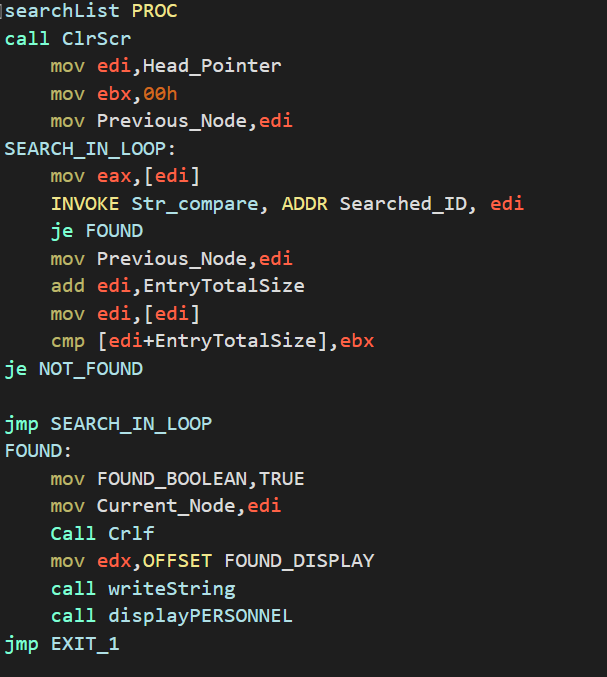 searchList PROC
call ClrScr
    mov edi,Head_Pointer
    mov ebx,00h
    mov Previous_Node,edi
SEARCH_IN_LOOP:
    mov eax,[edi]
    INVOKE Str_compare, ADDR Searched_ID, edi
    je FOUND
    mov Previous_Node,edi
    add edi,EntryTotalSize
    mov edi,[edi]
    cmp [edi+EntryTotalSize],ebx
je NOT_FOUND

jmp SEARCH_IN_LOOP
FOUND:
    mov FOUND_BOOLEAN,TRUE
    mov Current_Node,edi
    Call Crlf
    mov edx,OFFSET FOUND_DISPLAY
    call writeString
    call displayPERSONNEL
jmp EXIT_1